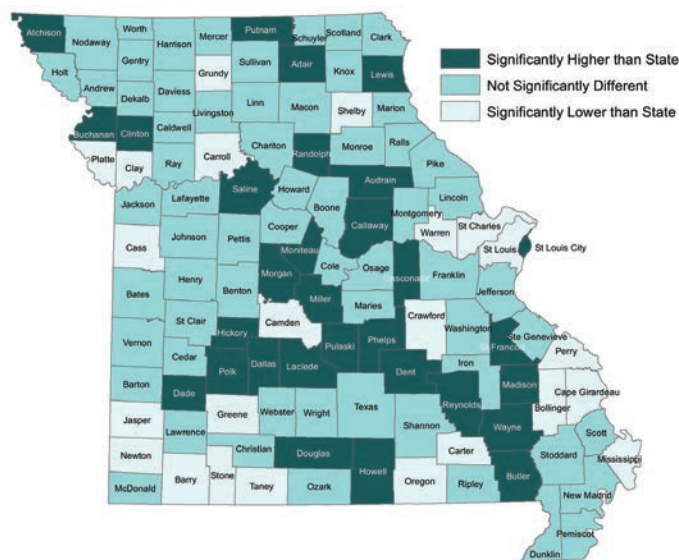 Significantly Higher than State
Not Significantly Different
Significantly Lower than State
Atchison
Nodaway
Worth
Harrison
Mercer
Putnam
Schuyler
Scotland
Clark
Gentry
Sullivan
Adair
Knox
Lewis
Holt
Andrew
Dekalb
Daviess
Grundy
Linn
Macon
Shelby
Marion
Livingston
Buchanan
Clinton
Caldwell
Carroll
Chariton
Randolph
Monroe
Ralls
Pike
Platte
Clay
Ray
Saline
Howard
Boone
Audrain
Callaway
Montgomery
Lincoln
Warren
St Charles
St Louis
St Louis City
Jackson
Lafayette
Cooper
Moniteau
Cole
Osage
Gasconade
Franklin
Jefferson
Cass
Johnson
Pettis
Morgan
Miller
Maries
Bates
Henry
Benton
Camden
Crawford
Washington
Ste Genevieve
St Francois
Perry
Vernon
St Clair
Hickory
Pulaski
Phelps
Dent
Iron
Madison
Cape Girardeau
Bollinger
Cedar
Polk
Dallas
Laclede
Barton
Dade
Reynolds
Wayne
Scott
Mississippi
Jasper
Greene
Webster
Wright
Texas
Shannon
Lawrence
Christian
Douglas
Howell
Carter
Butler
Stoddard
Newton
Barry
Stone
Taney
Ozark
Oregon
Ripley
New Madrid
McDonald
Dunklin
Pemiscot